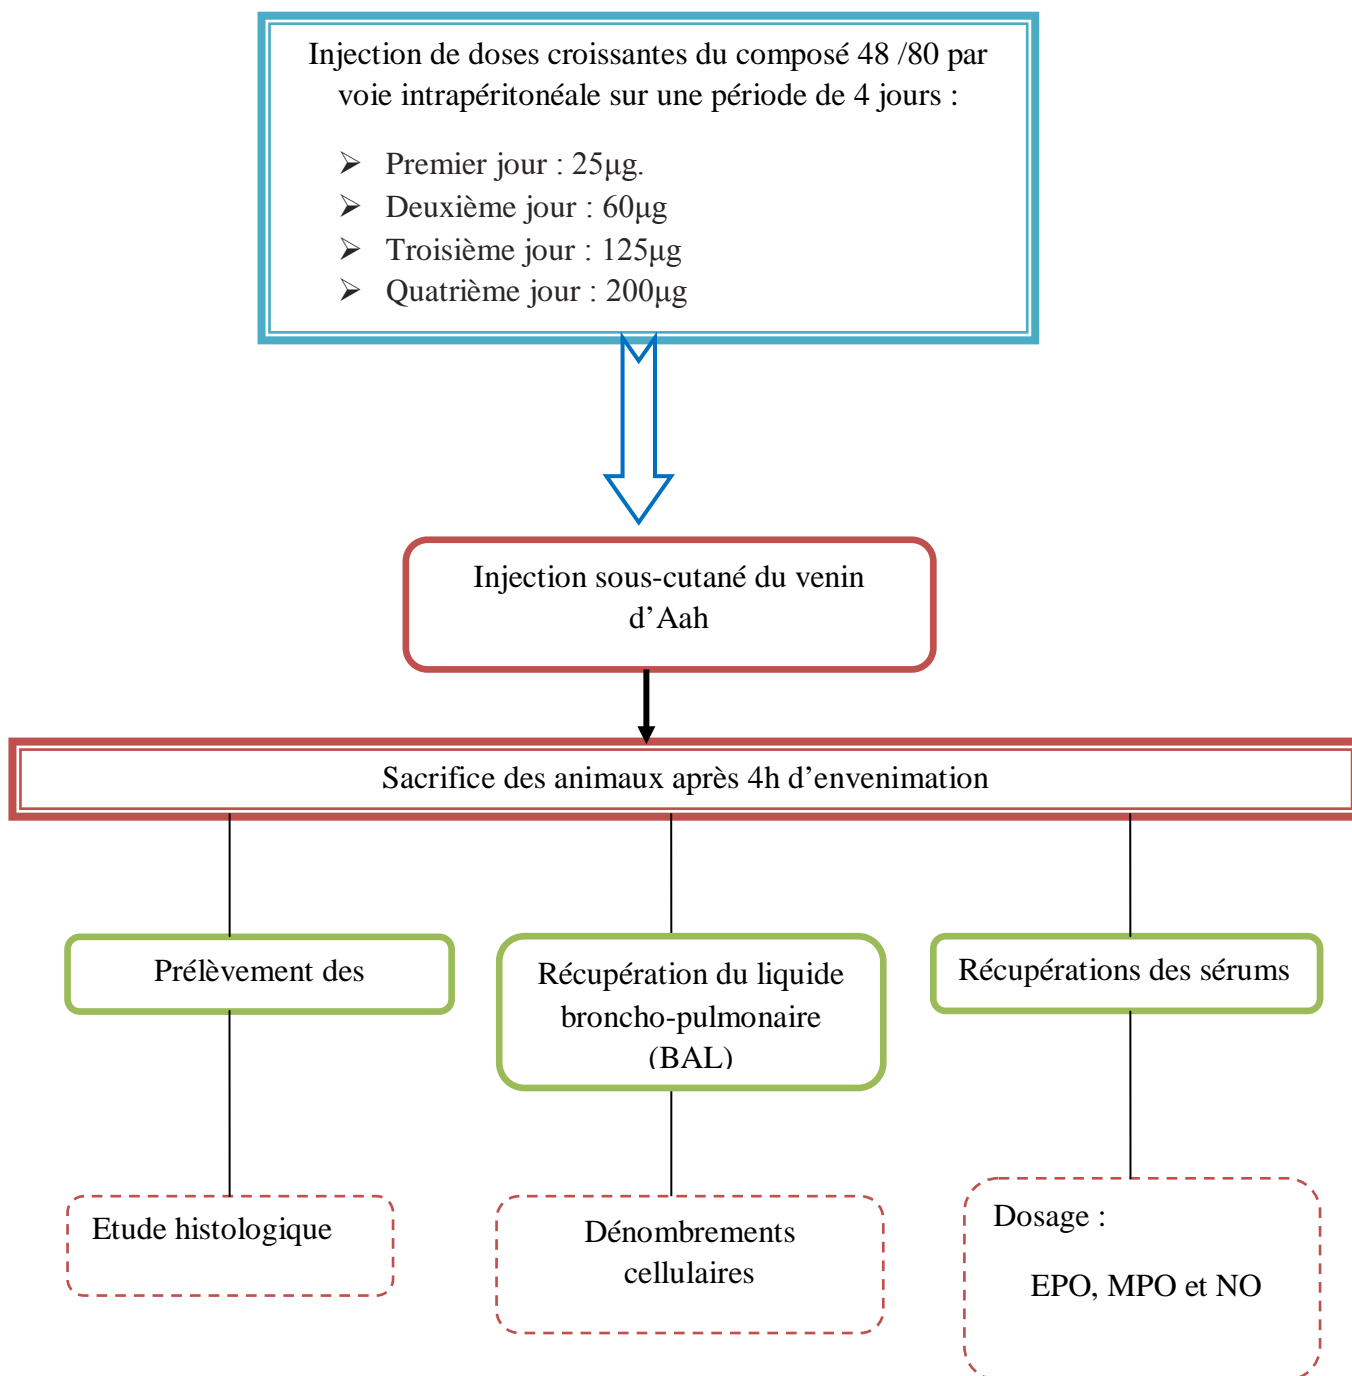 Injection de doses croissantes du composé 48 /80 par
voie intrapéritonéale sur une période de 4 jours :
➢ Premier jour : 25µg.
➢ Deuxième jour : 60µg
➢ Troisième jour : 125µg
➢ Quatrième jour : 200µg
Injection sous-cutané du venin
d’Aah
Sacrifice des animaux après 4h d’envenimation
Prélèvement des
Récupération du liquide
broncho-pulmonaire
(BAL)
Récupérations des sérums
Etude histologique
Dénombrements
cellulaires
Dosage :
EPO, MPO et NO